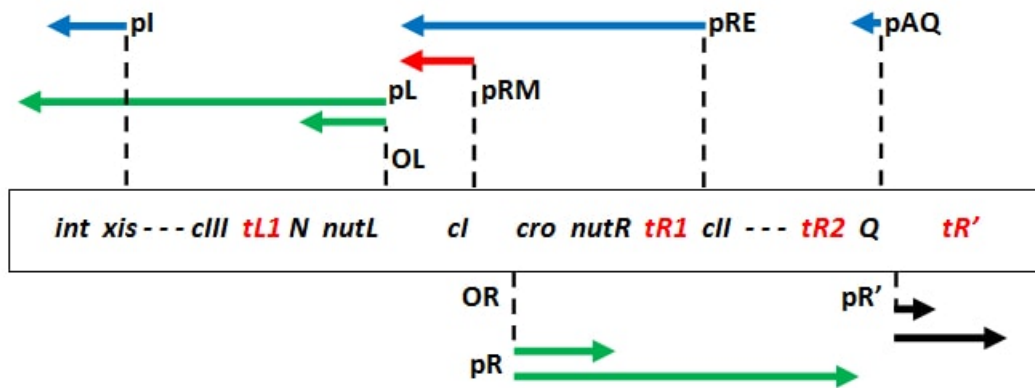 pI pRE pAQ
pL pRM
OL
int xis - - - cIII tL1 N nutL cI cro nutR tR1 cII - - - tR2 Q tR’
OR pR’
pR